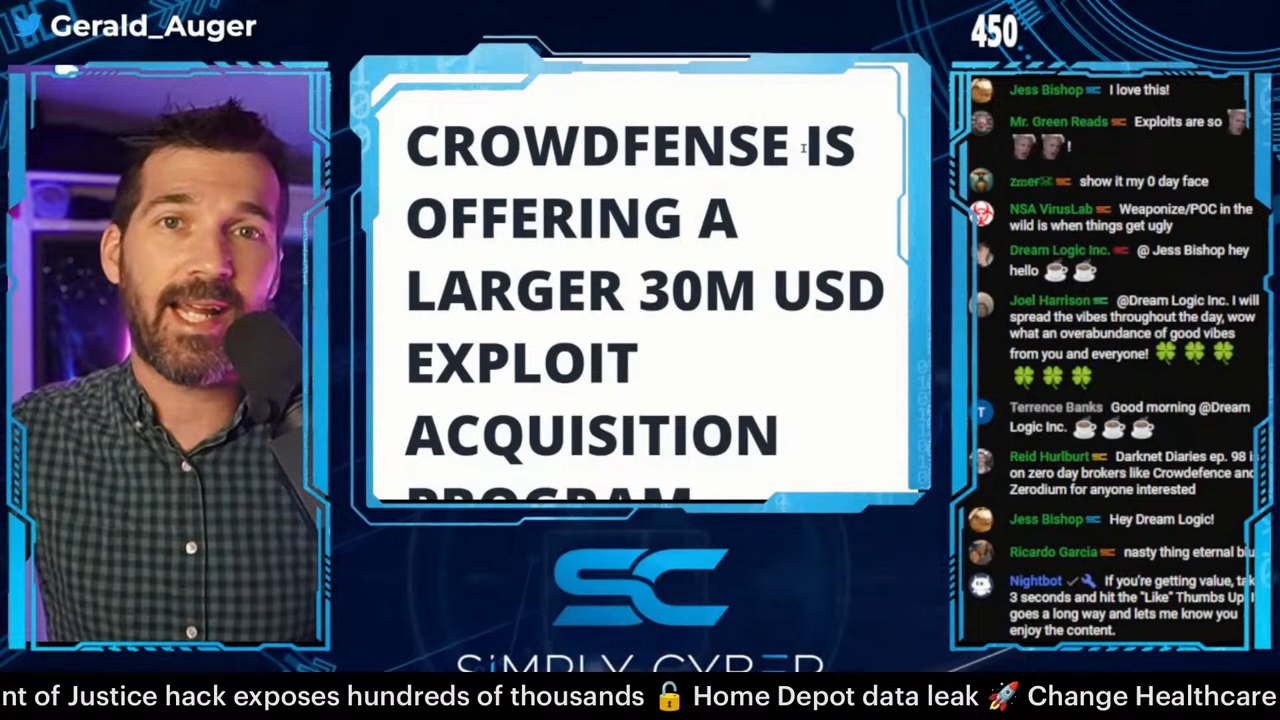 Gerald_Auger
450
CROWDFENSE IS
OFFERING A
LARGER 30M USD
EXPLOIT
ACQUISITION
PROGRAM
Jess Bishop I love this!
Mr. Green Reads Exploits are so
!
zmer show it my 0 day face
NSA VirusLab Weaponize/POC in the
wild is when things get ugly
Dream Logic Inc. @ Jess Bishop hey
hello
Joel Harrison @Dream Logic Inc. I will
spread the vibes throughout the day, wow
what an overabundance of good vibes
from you and everyone! 🍀 🍀 🍀
🍀 🍀 🍀
T Terrence Banks Good morning @Dream
Logic Inc. ☕ ☕ ☕
Reid Hurlburt Darknet Diaries ep. 98
on zero day brokers like Crowdefence and
Zerodium for anyone interested
Jess Bishop Hey Dream Logic!
Ricardo Garcia nasty thing eternal blu
Nightbot If you're getting value, tak
3 seconds and hit the "Like" Thumbs Up
goes a long way and lets me know you
enjoy the content.
SC
SIMPLY CYBER
nt of Justice hack exposes hundreds of thousands 🔓 Home Depot data leak 🚀 Change Healthcare